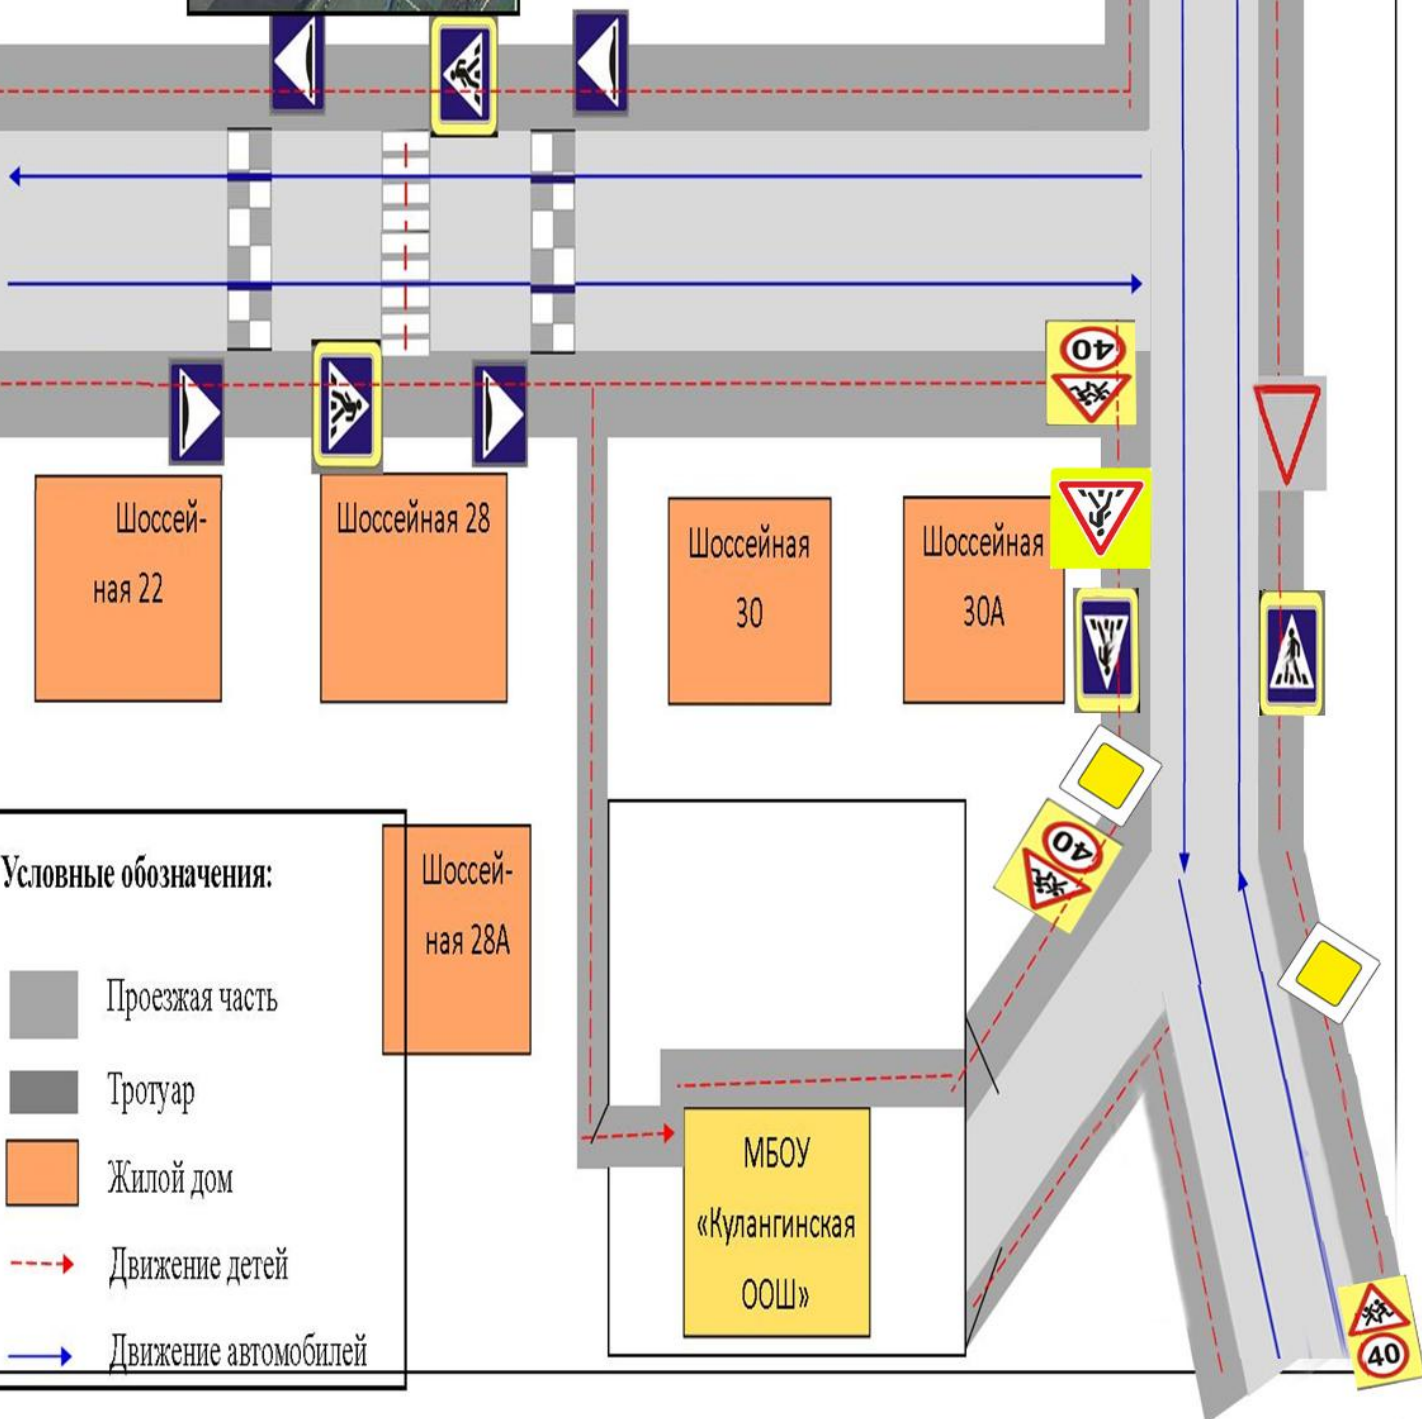 40
Шоссей-
ная 22
Шоссейная 28
Шоссейная
30
Шоссейная
30А
40
Шоссей-
ная 28А
Условные обозначения:
Проезжая часть
Тротуар
Жилой дом
Движение детей
Движение автомобилей
МБОУ
«Кулангинская
ООШ»
40